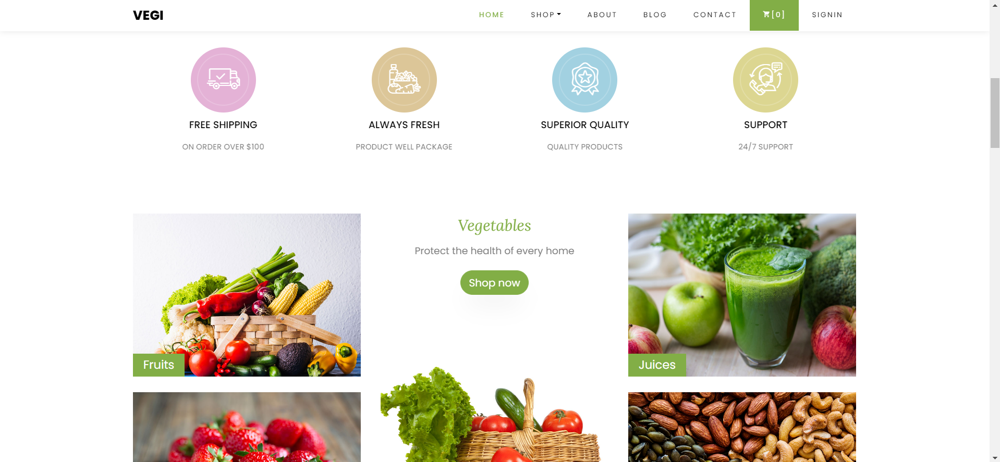 VEGI
HOME
SHOP
ABOUT
BLOG
CONTACT
[0]
SIGNIN
FREE SHIPPING
ON ORDER OVER $100
ALWAYS FRESH
PRODUCT WELL PACKAGE
SUPERIOR QUALITY
QUALITY PRODUCTS
SUPPORT
24/7 SUPPORT
Fruits
Vegetables
Protect the health of every home
Shop now
Juices